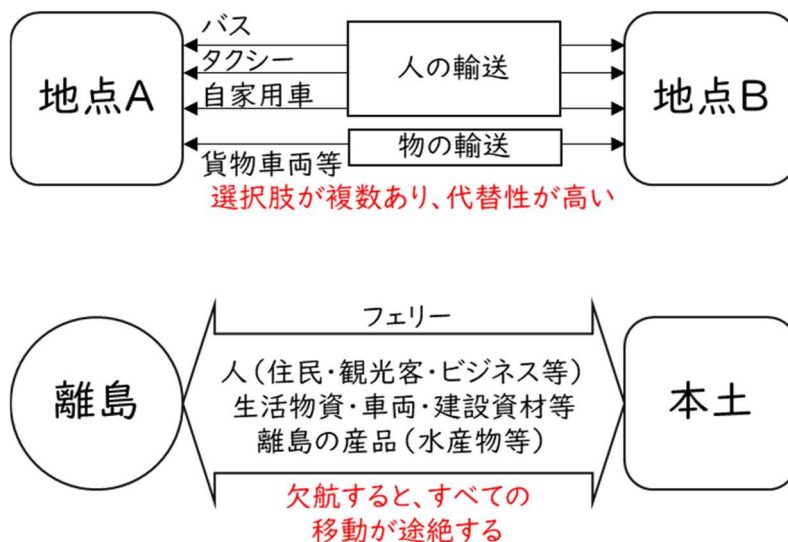 バス
タクシー
自家用車
地点A
人の輸送
地点B
貨物車両等
物の輸送
選択肢が複数あり、代替性が高い
フェリー
離島
人(住民・観光客・ビジネス等)
生活物資・車両・建設資材等
離島の産品(水産物等)
本土
欠航すると、すべての
移動が途絶する